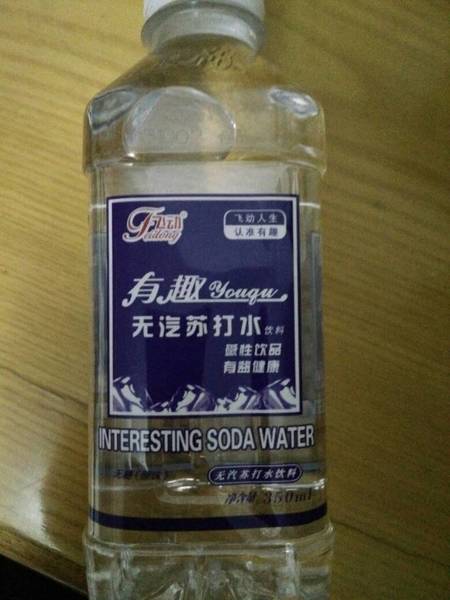 飞动
Feidong
飞动人生
认准有趣
有趣 Youqu
无汽苏打水饮料
碱性饮品
有益健康
INTERESTING SODA WATER
无汽苏打水饮料
净含量:350ml